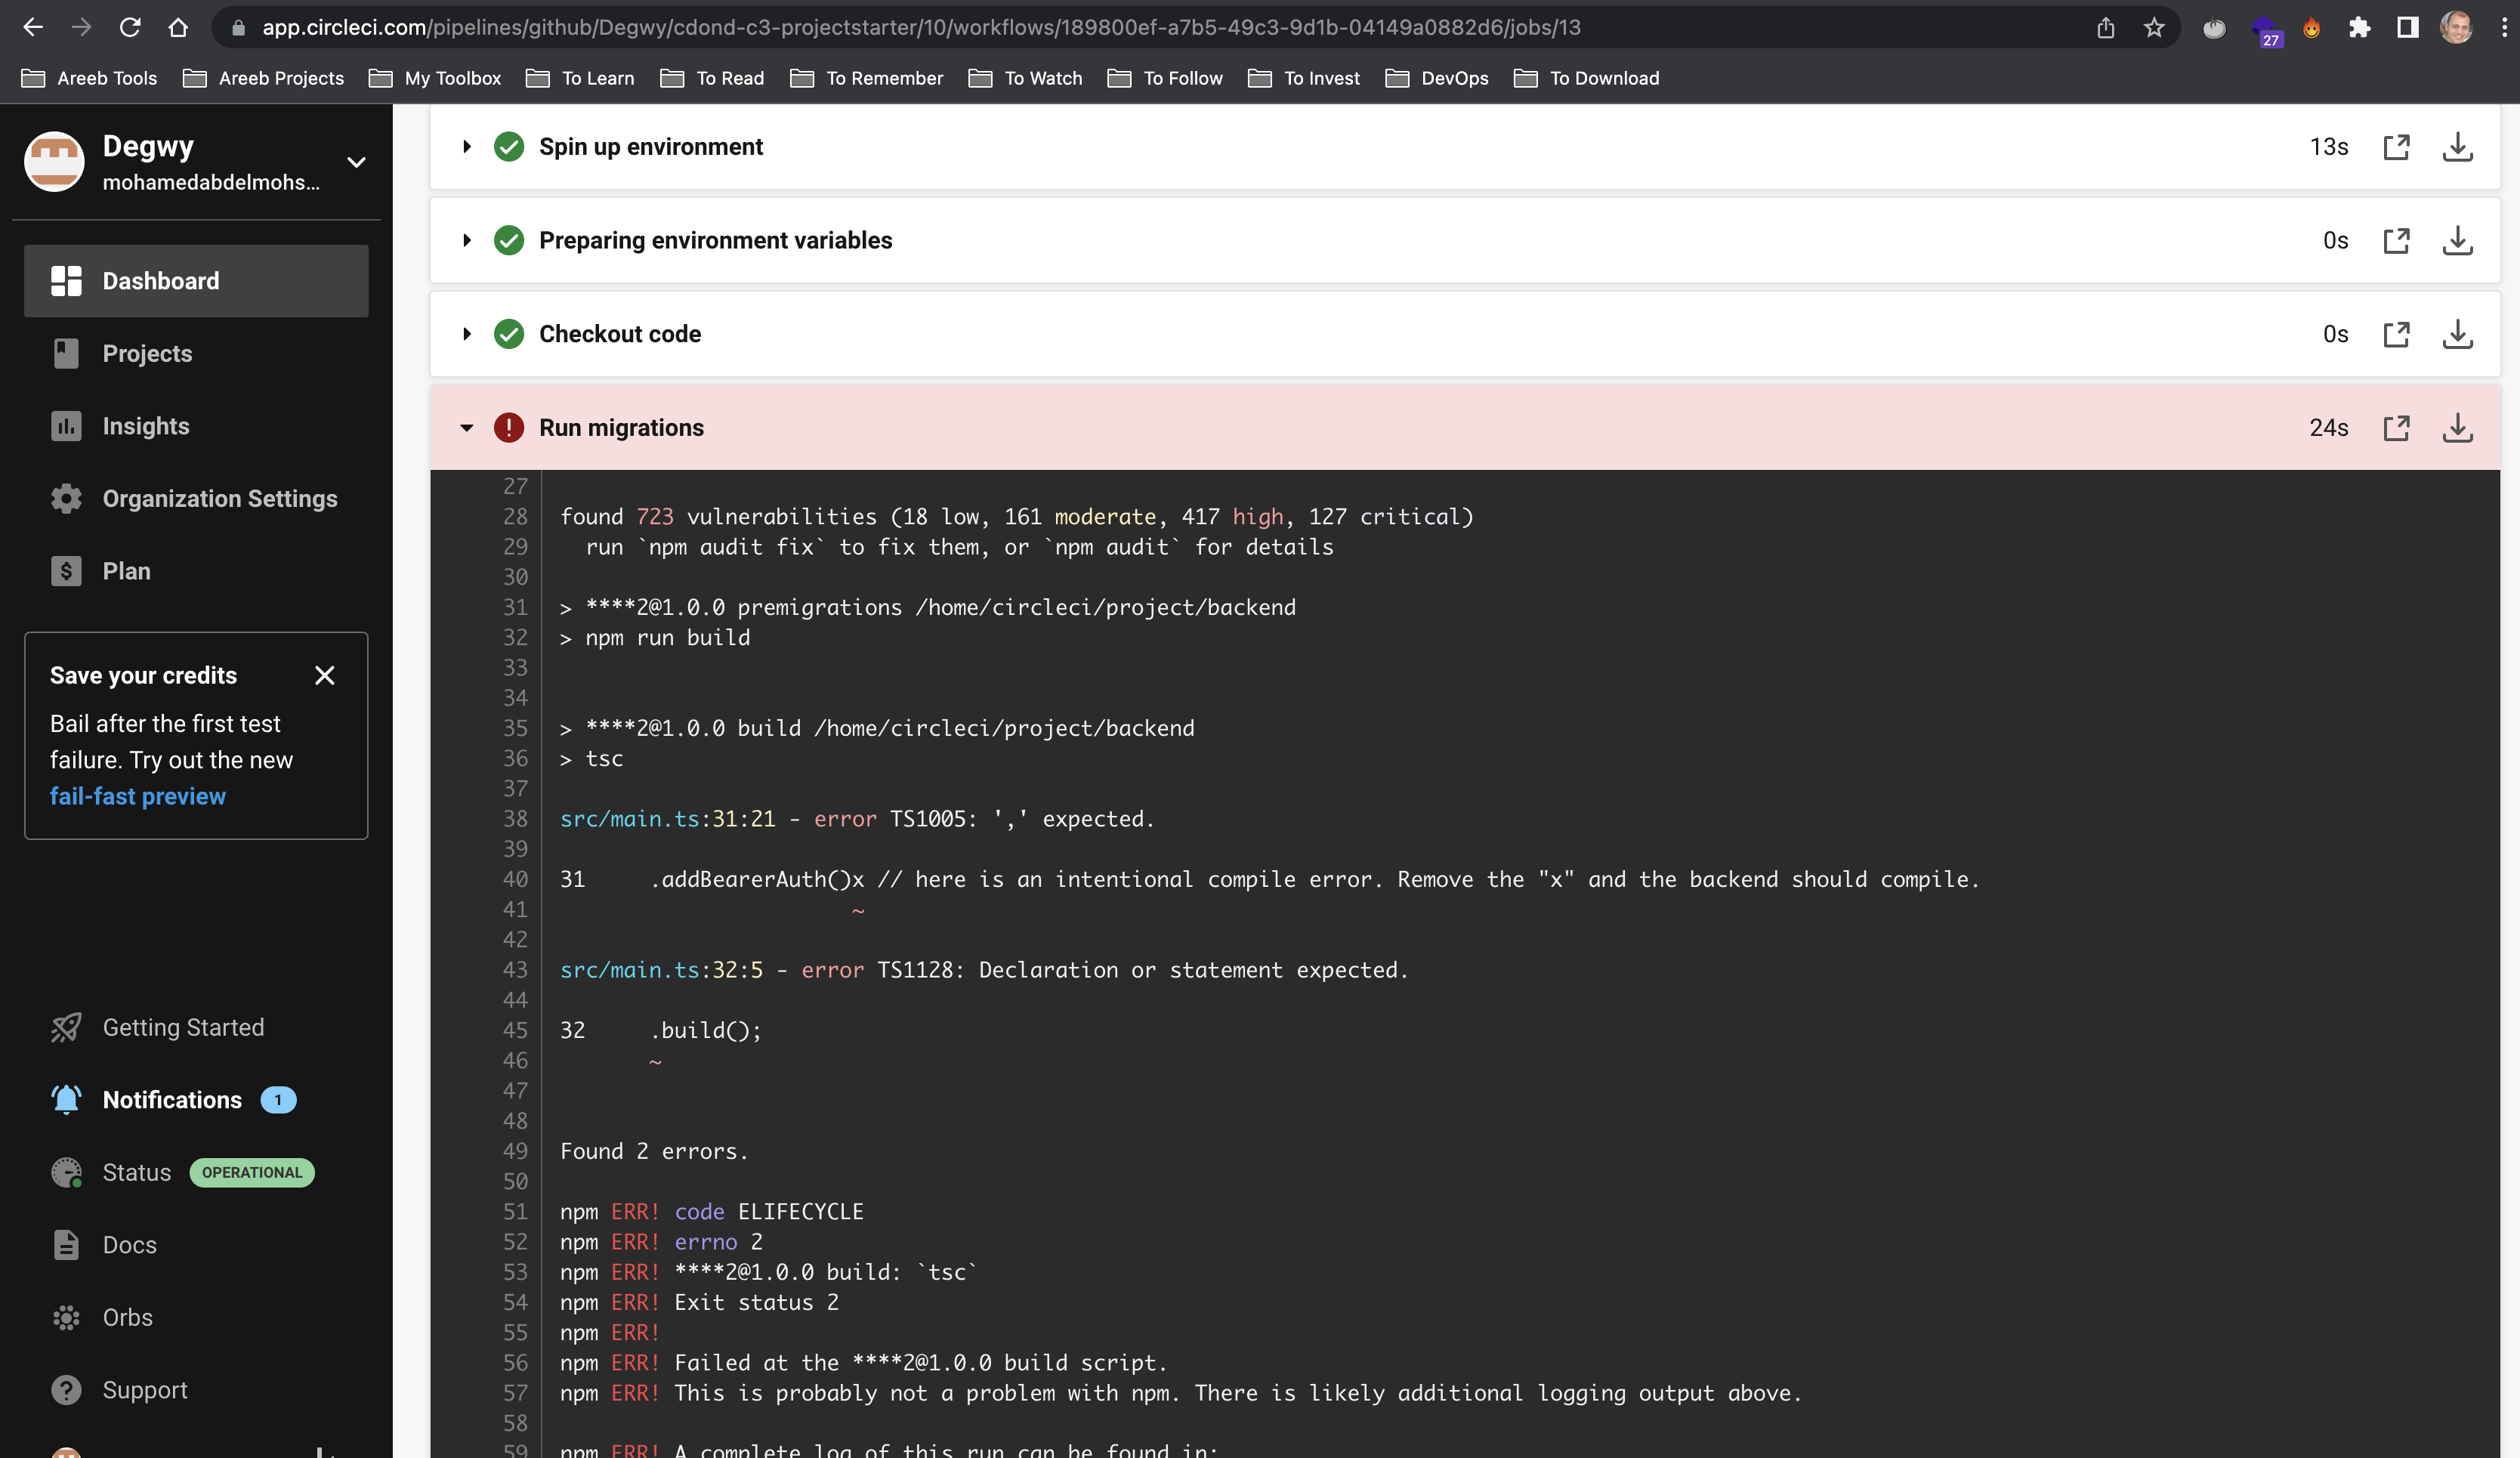 app.circleci.com/pipelines/github/Degwy/cdond-c3-projectstarter/10/workflows/189800ef-a7b5-49c3-9d1b-04149a0882d6/jobs/13
27
Areeb Tools
Areeb Projects
My Toolbox
To Learn
To Read
To Remember
To Watch
To Follow
To Invest
DevOps
To Download
Degwy
mohamedabdelmohs...
Dashboard
Projects
Insights
Organization Settings
Plan
Save your credits
Bail after the first test
failure. Try out the new
fail-fast preview
Getting Started
Notifications 1
Status OPERATIONAL
Docs
Orbs
Support
Spin up environment 13s
Preparing environment variables 0s
Checkout code 0s
Run migrations 24s
27
28 found 723 vulnerabilities (18 low, 161 moderate, 417 high, 127 critical)
29 run `npm audit fix` to fix them, or `npm audit` for details
30
31 > ****2@1.0.0 premigrations /home/circleci/project/backend
32 > npm run build
33
34
35 > ****2@1.0.0 build /home/circleci/project/backend
36 > tsc
37
38 src/main.ts:31:21 - error TS1005: ',' expected.
39
40 31 .addBearerAuth()x // here is an intentional compile error. Remove the "x" and the backend should compile.
41 ~
42
43 src/main.ts:32:5 - error TS1128: Declaration or statement expected.
44
45 32 .build();
46 ~
47
48
49 Found 2 errors.
50
51 npm ERR! code ELIFECYCLE
52 npm ERR! errno 2
53 npm ERR! ****2@1.0.0 build: `tsc`
54 npm ERR! Exit status 2
55 npm ERR!
56 npm ERR! Failed at the ****2@1.0.0 build script.
57 npm ERR! This is probably not a problem with npm. There is likely additional logging output above.
58
59 npm ERR! A complete log of this run can be found in: